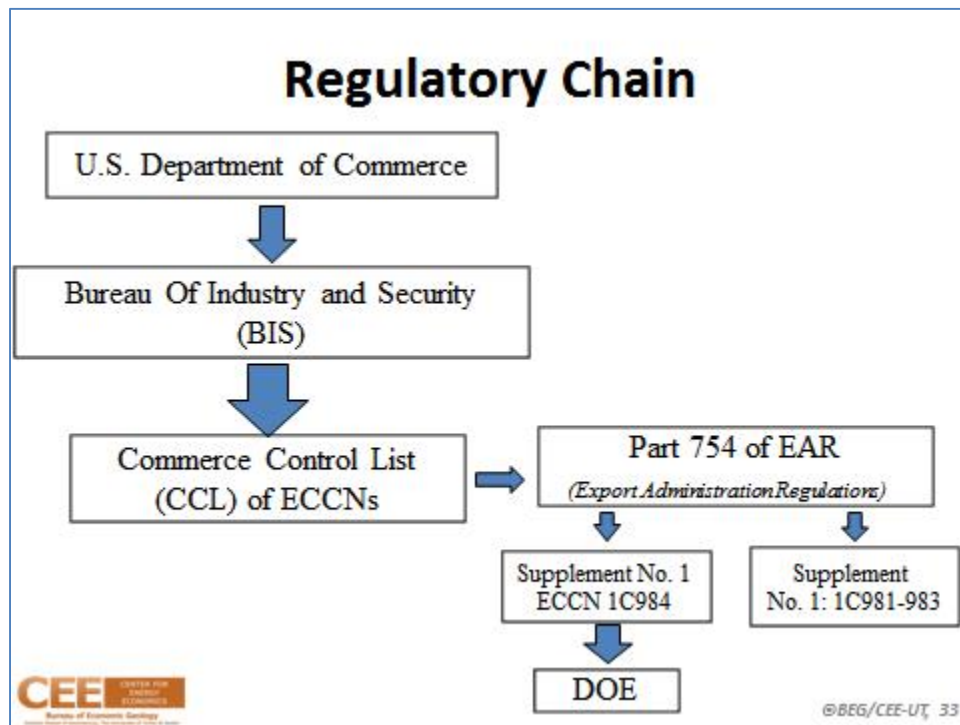 Regulatory Chain
U.S. Department of Commerce
Bureau Of Industry and Security
(BIS)
Commerce Control List
(CCL) of ECCNs
Part 754 of EAR
(Export Administration Regulations)
Supplement No. 1
ECCN 1C984
Supplement
No. 1: 1C981-983
DOE
CEE
CENTER FOR
ENERGY
ECONOMICS
Bureau of Economic Geology
©BEG/CEE-UT, 33